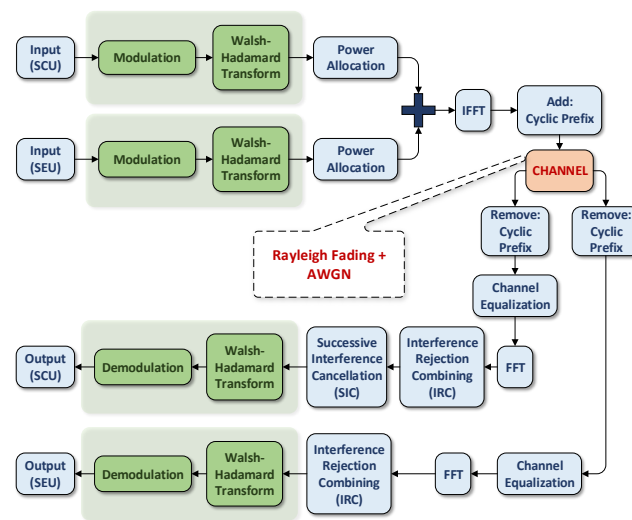 Input
(SCU)
Modulation
Walsh-
Hadamard
Transform
Power
Allocation
IFFT
Add:
Cyclic Prefix
Input
(SEU)
Modulation
Walsh-
Hadamard
Transform
Power
Allocation
CHANNEL
Rayleigh Fading +
AWGN
Remove:
Cyclic
Prefix
Remove:
Cyclic
Prefix
Channel
Equalization
Output
(SCU)
Demodulation
Walsh-
Hadamard
Transform
Successive
Interference
Cancellation
(SIC)
Interference
Rejection
Combining
(IRC)
FFT
Output
(SEU)
Demodulation
Walsh-
Hadamard
Transform
Interference
Rejection
Combining
(IRC)
FFT
Channel
Equalization